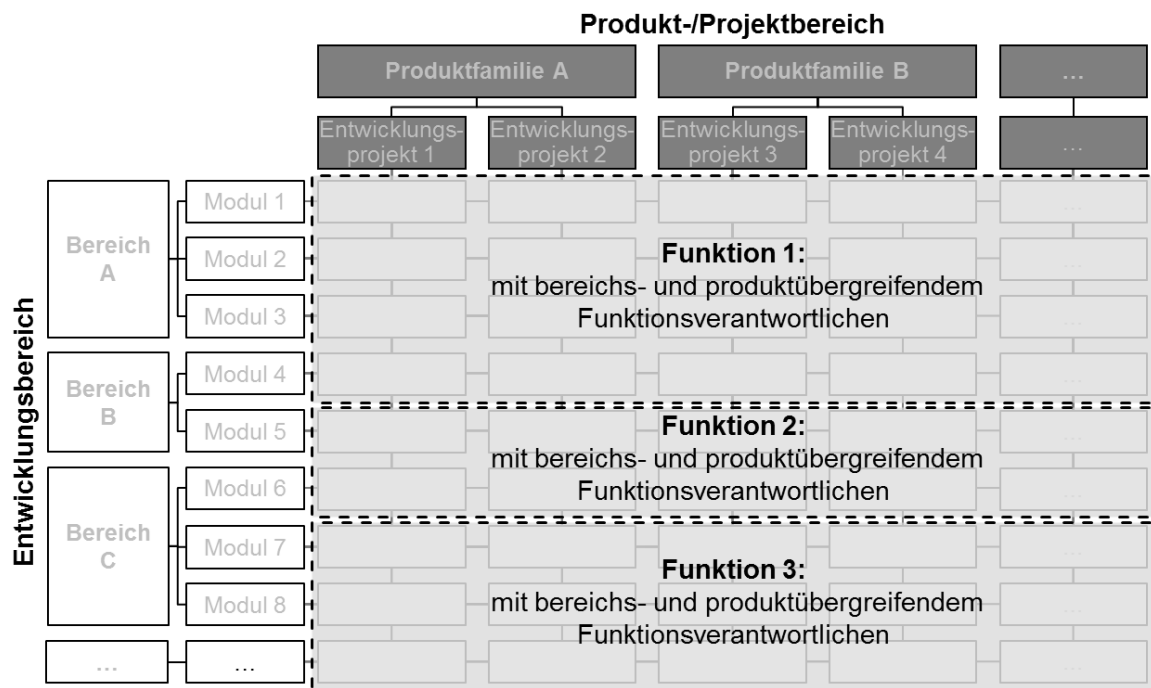 Produkt-/Projektbereich
Produktfamilie A
Produktfamilie B
...
Entwicklungs-
projekt 1
Entwicklungs-
projekt 2
Entwicklungs-
projekt 3
Entwicklungs-
projekt 4
...
Entwicklungsbereich
Bereich
A
Modul 1
Modul 2
Modul 3
...
...
...
Funktion 1:
mit bereichs- und produktübergreifendem
Funktionsverantwortlichen
Bereich
B
Modul 4
Modul 5
...
...
Funktion 2:
mit bereichs- und produktübergreifendem
Funktionsverantwortlichen
Bereich
C
Modul 6
Modul 7
Modul 8
...
...
...
Funktion 3:
mit bereichs- und produktübergreifendem
Funktionsverantwortlichen
...
...
...